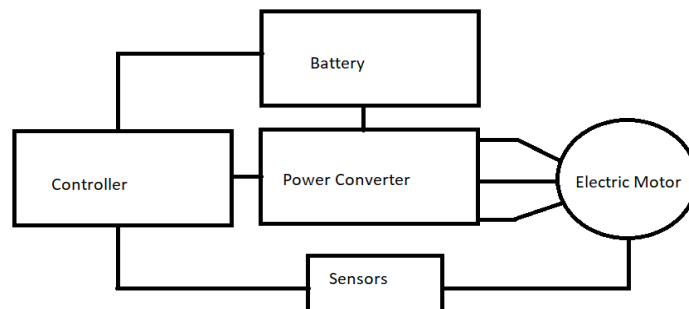 Battery
Controller
Power Converter
Electric Motor
Sensors